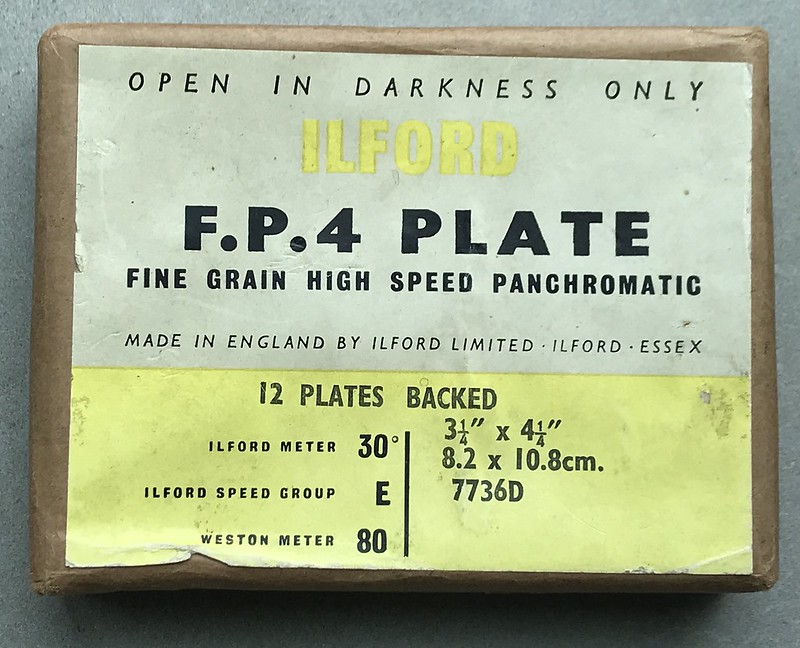 OPEN IN DARKNESS ONLY
ILFORD
F.P.4 PLATE
FINE GRAIN HIGH SPEED PANCHROMATIC
MADE IN ENGLAND BY ILFORD LIMITED · ILFORD · ESSEX
12 PLATES BACKED
ILFORD METER 30°
ILFORD SPEED GROUP E
WESTON METER 80
3¼" x 4¼"
8.2 x 10.8cm.
7736D